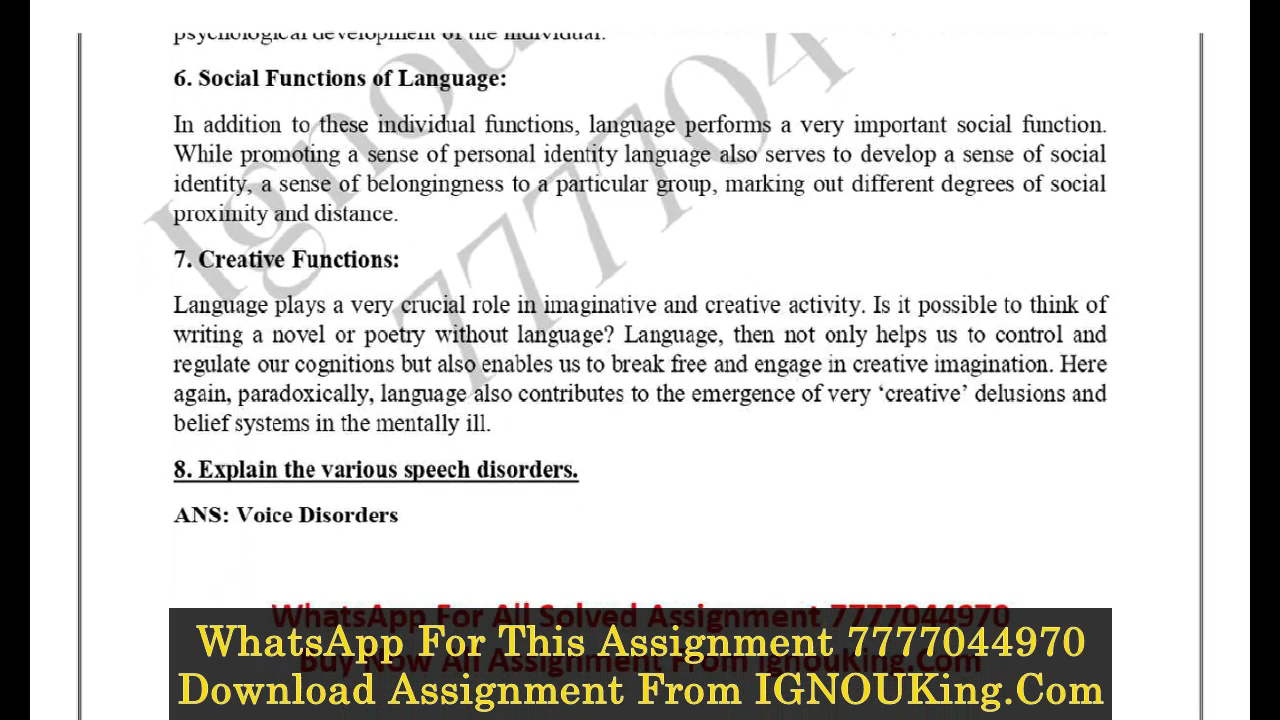 psychological development of the individual.
6. Social Functions of Language:
In addition to these individual functions, language performs a very important social function.
While promoting a sense of personal identity language also serves to develop a sense of social
identity, a sense of belongingness to a particular group, marking out different degrees of social
proximity and distance.
7. Creative Functions:
Language plays a very crucial role in imaginative and creative activity. Is it possible to think of
writing a novel or poetry without language? Language, then not only helps us to control and
regulate our cognitions but also enables us to break free and engage in creative imagination. Here
again, paradoxically, language also contributes to the emergence of very ‘creative’ delusions and
belief systems in the mentally ill.
8. Explain the various speech disorders.
ANS: Voice Disorders
WhatsApp For All Solved Assignment 7777044970
WhatsApp For This Assignment 7777044970
Buy Now All Assignment From IgnouKing.Com
Download Assignment From IGNOUKing.Com
Ignou
777704